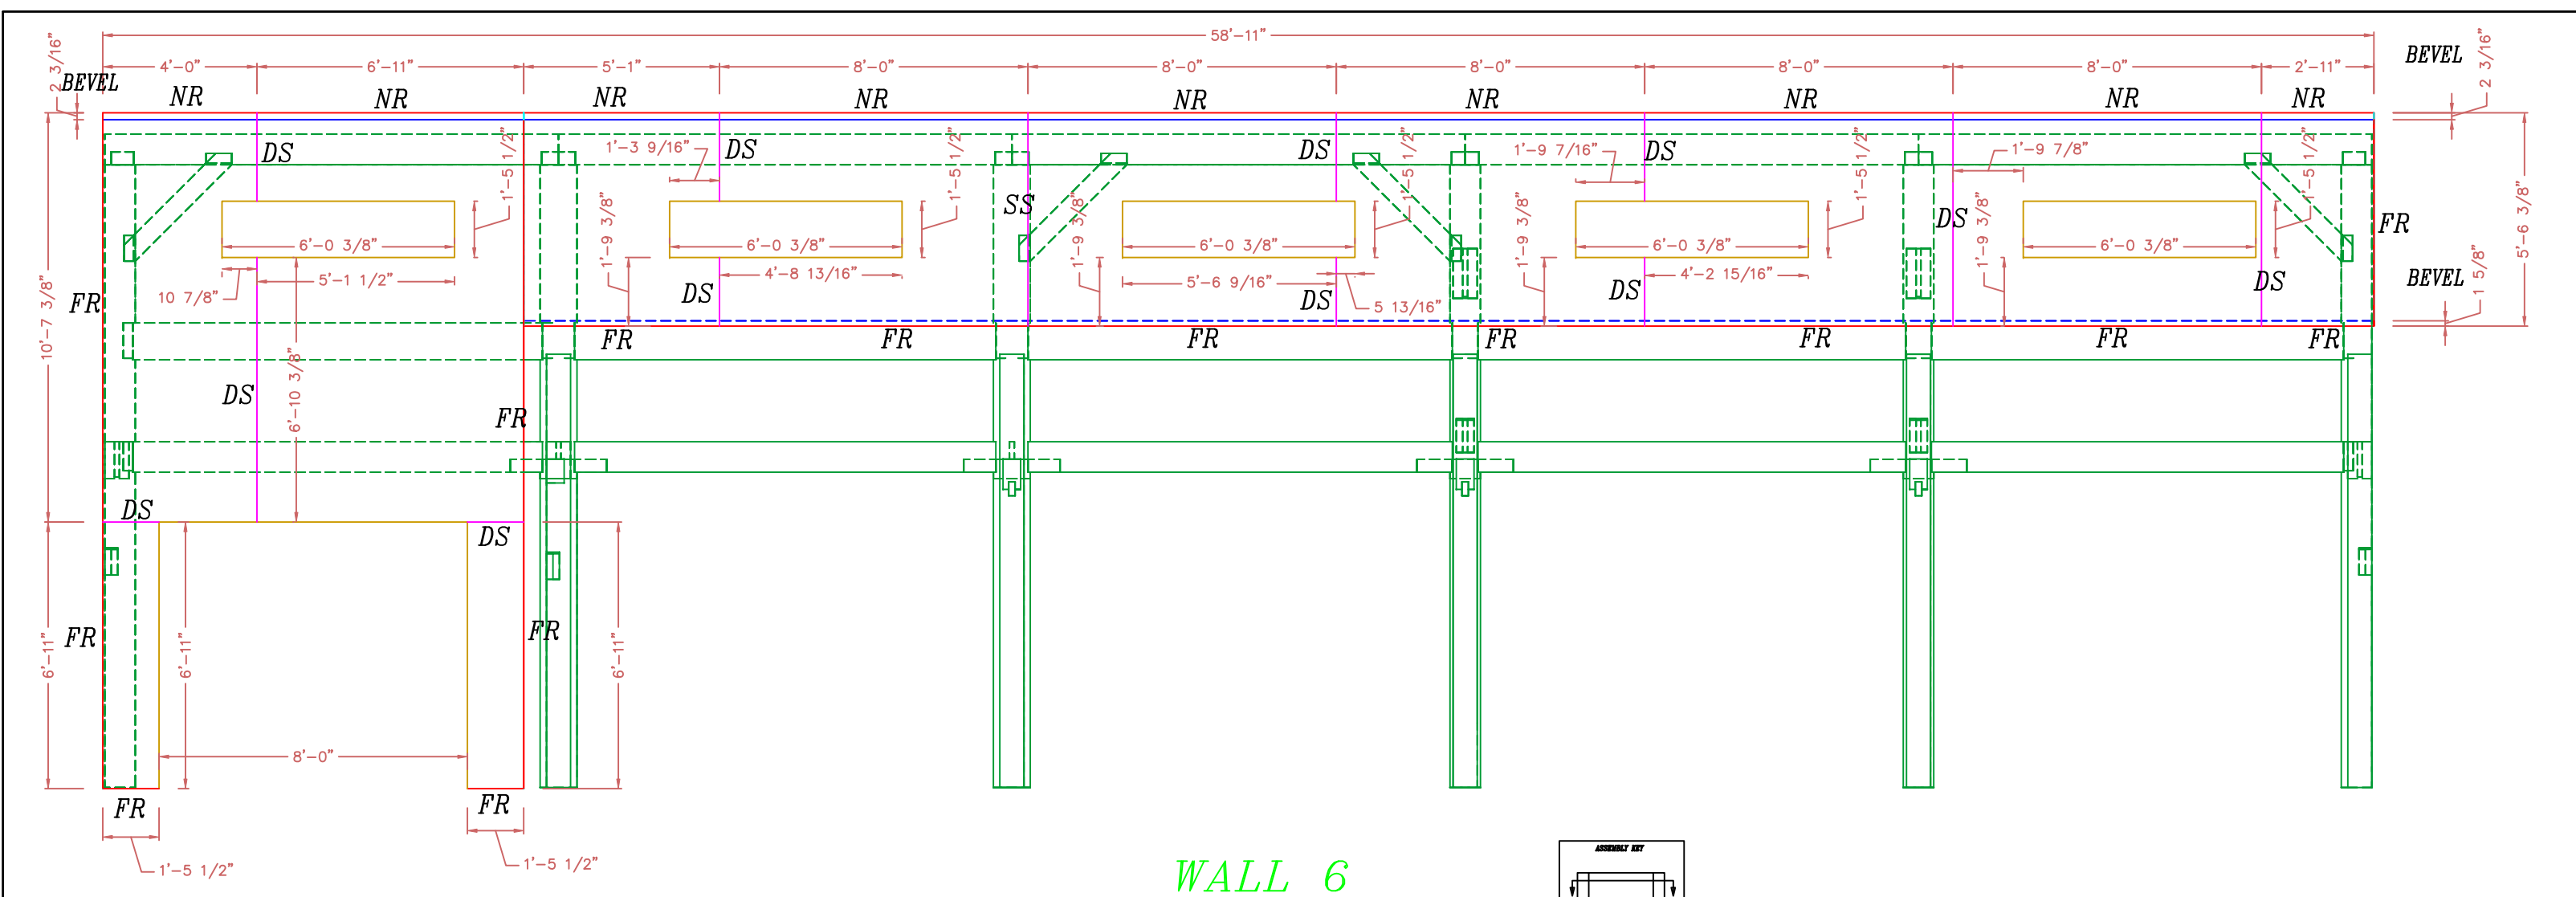 58'-11"
4'-0" 6'-11" 5'-1" 8'-0" 8'-0" 8'-0" 8'-0" 8'-0" 2'-11"
2 3/16" BEVEL BEVEL 2 3/16"
NR NR NR NR NR NR NR NR NR
DS 1'-3 9/16" DS DS 1'-9 7/16" DS 1'-9 7/8"
1'-5 1/2" 1'-5 1/2" 1'-5 1/2" 1'-5 1/2" 1'-5 1/2"
SS DS FR 5'-6 3/8"
6'-0 3/8" 6'-0 3/8" 6'-0 3/8" 6'-0 3/8" 6'-0 3/8"
1'-9 3/8" 1'-9 3/8" 1'-9 3/8" 1'-9 3/8"
5'-1 1/2" 4'-8 13/16" 5'-6 9/16" 4'-2 15/16" DS BEVEL
10 7/8" DS DS 5 13/16" DS 1 5/8"
FR
10'-7 3/8"
FR FR FR FR FR FR FR
DS 6'-10 3/8" FR
DS DS
FR 6'-11" 6'-11" FR 6'-11"
8'-0"
FR FR
1'-5 1/2" 1'-5 1/2"
WALL 6
ASSEMBLY KEY